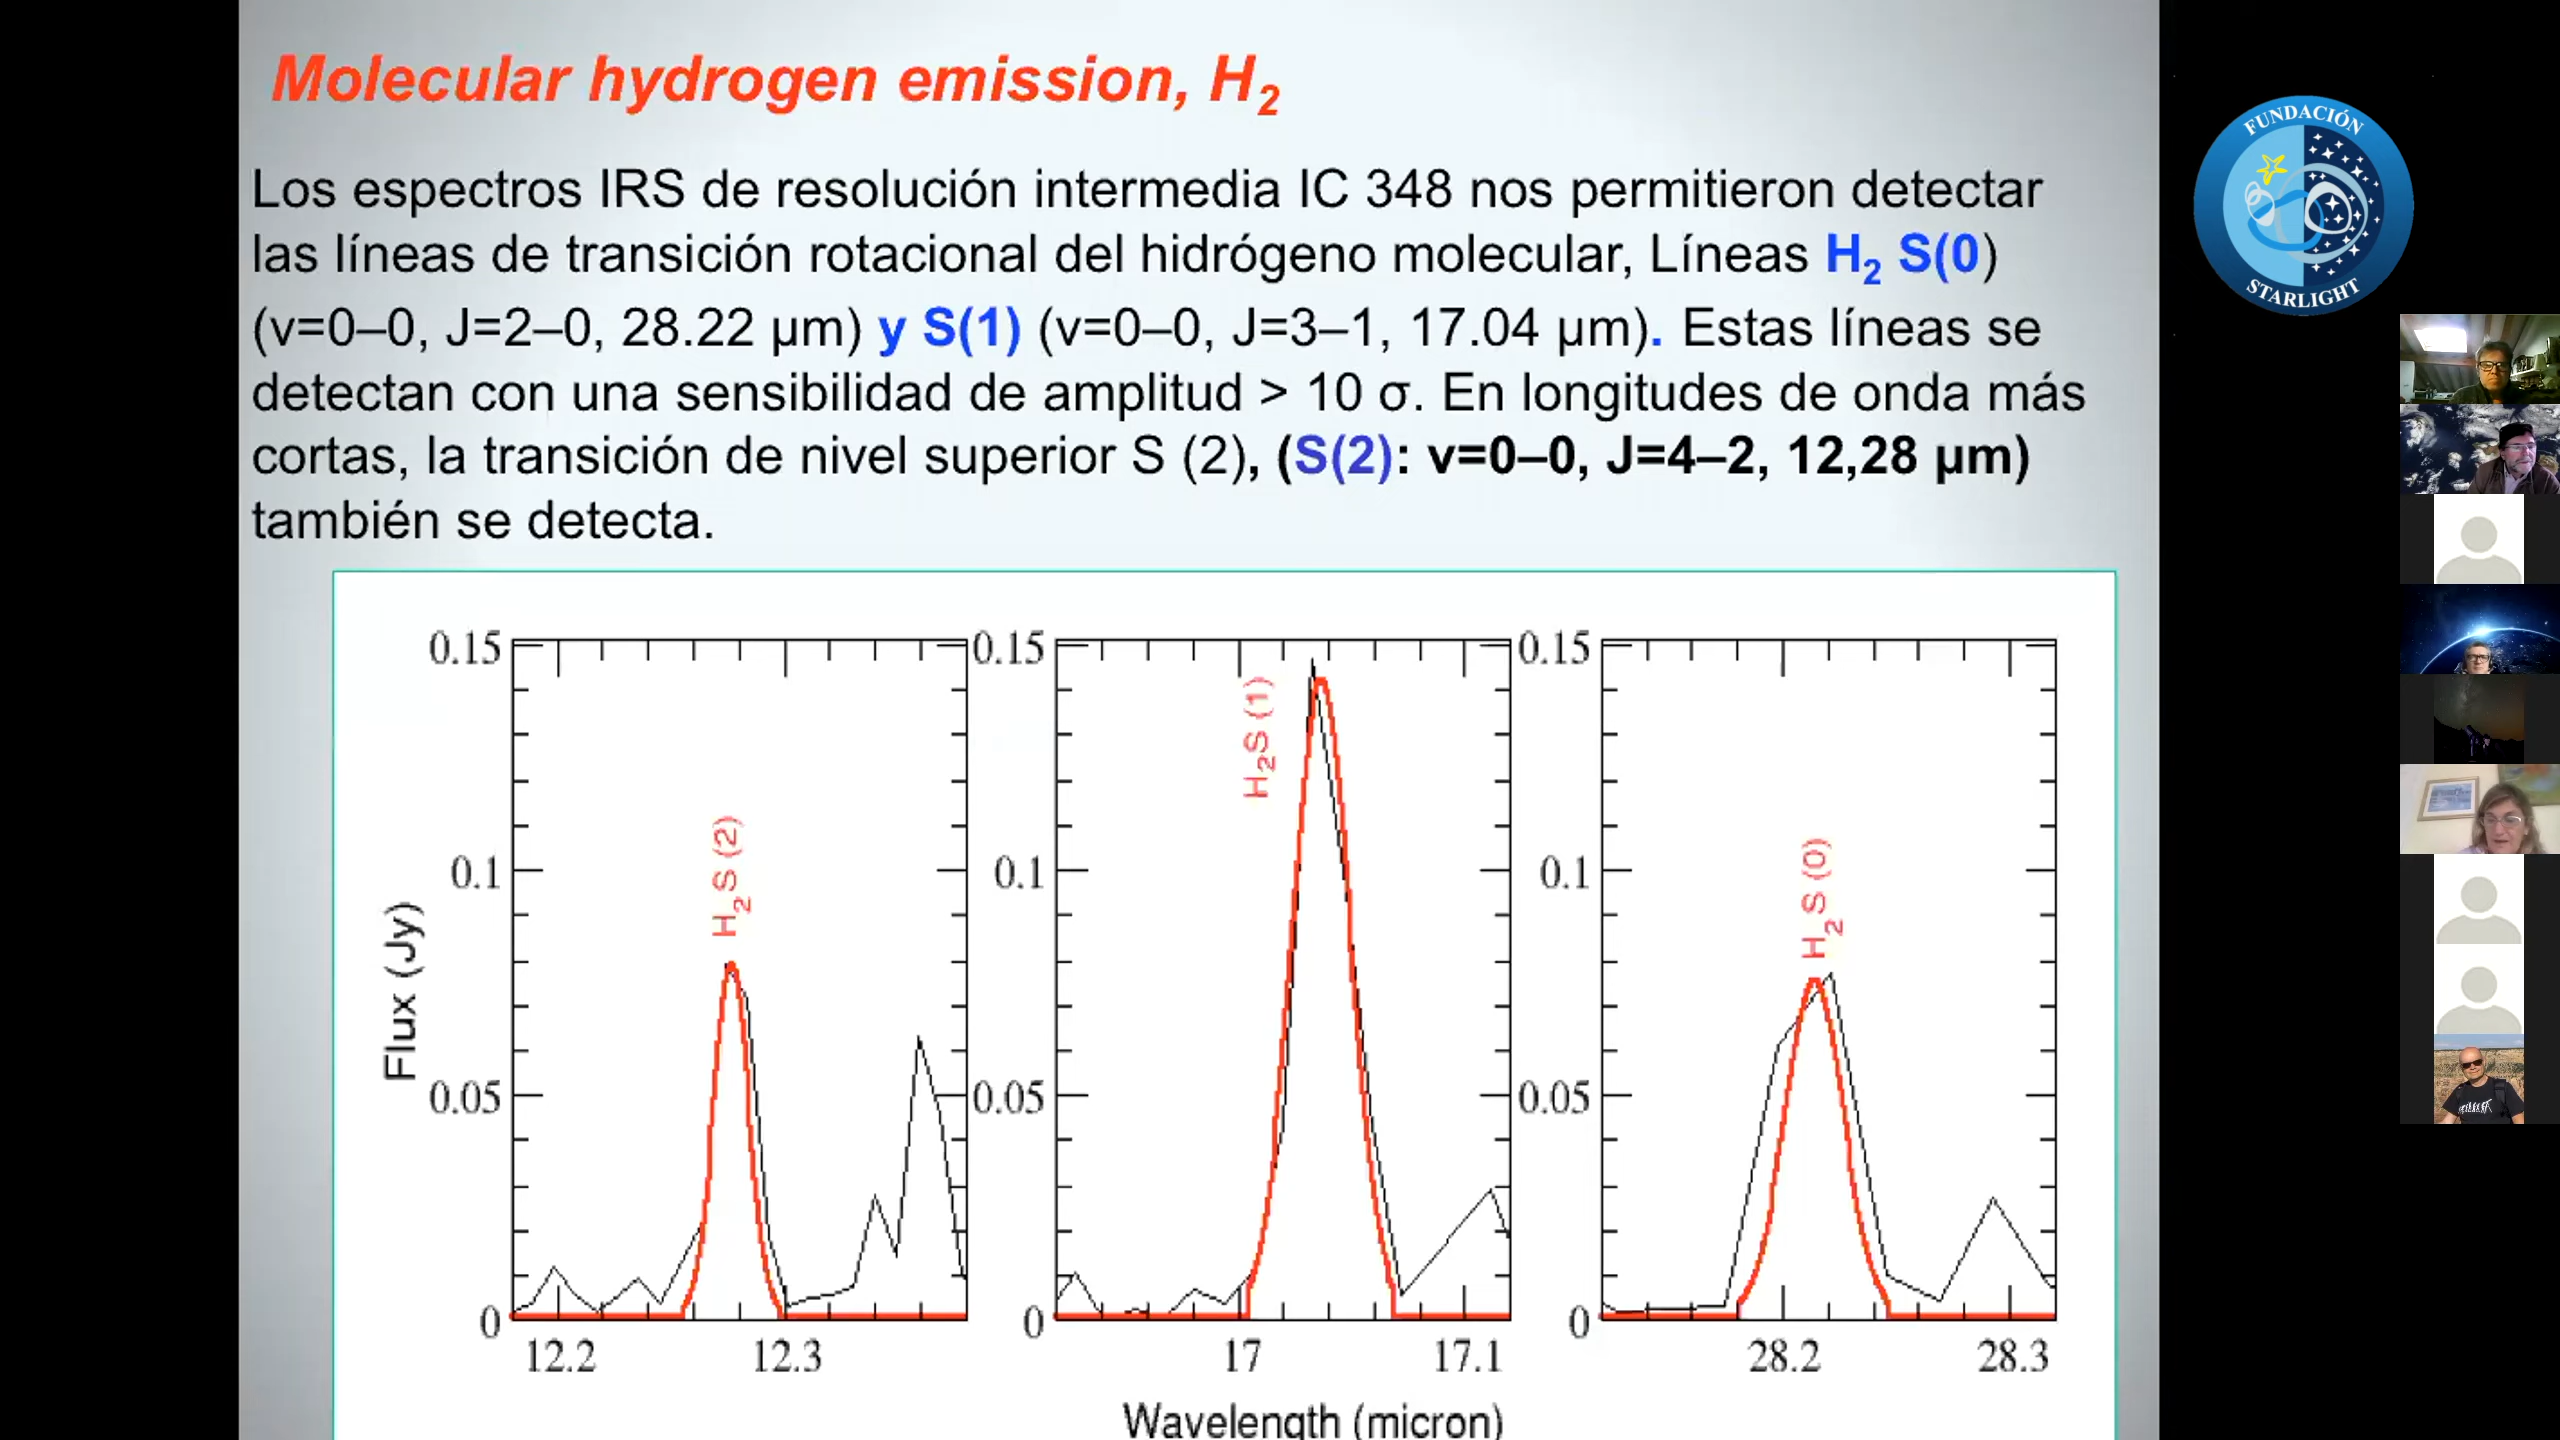 Molecular hydrogen emission, H₂
Los espectros IRS de resolución intermedia IC 348 nos permitieron detectar
las líneas de transición rotacional del hidrógeno molecular, Líneas H₂ S(0)
(v=0–0, J=2–0, 28.22 μm) y S(1) (v=0–0, J=3–1, 17.04 μm). Estas líneas se
detectan con una sensibilidad de amplitud > 10 σ. En longitudes de onda más
cortas, la transición de nivel superior S (2), (S(2): v=0–0, J=4–2, 12,28 μm)
también se detecta.
FUNDACIÓN
STARLIGHT
Flux (Jy)
0.15
0.1
0.05
0
H₂S (2)
12.2
12.3
0.15
0.1
0.05
0
H₂S (1)
17
17.1
0.15
0.1
0.05
0
H₂S (0)
28.2
28.3
Wavelength (micron)